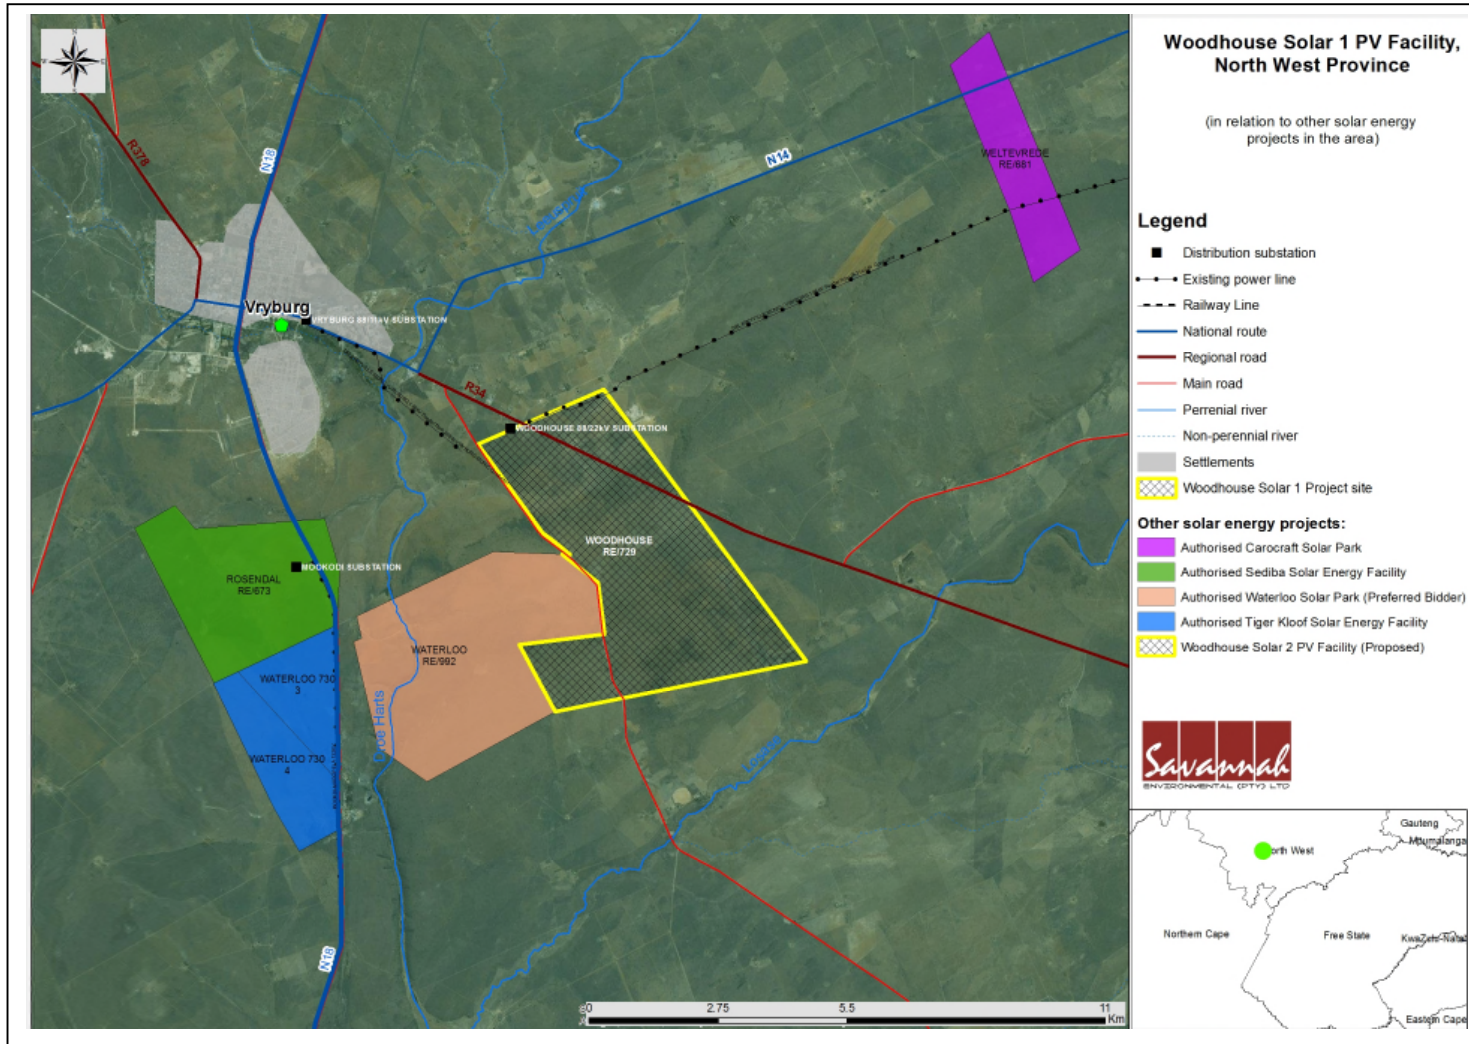 Woodhouse Solar 1 PV Facility,
North West Province
(in relation to other solar energy
projects in the area)
Legend
Distribution substation
Existing power line
Railway Line
National route
Regional road
Main road
Perrenial river
Non-perennial river
Settlements
Woodhouse Solar 1 Project site
Other solar energy projects:
Authorised Carocraft Solar Park
Authorised Sediba Solar Energy Facility
Authorised Waterloo Solar Park (Preferred Bidder)
Authorised Tiger Kloof Solar Energy Facility
Woodhouse Solar 2 PV Facility (Proposed)
Savannah
ENVIRONMENTAL (PTY) LTD
Gauteng
Mpumalanga
North West
Northern Cape
Free State
KwaZulu-Natal
Eastern Cape
R378
N18
N14
WELTEVREDE
RE/681
Vryburg
VRYBURG 88/11kV SUBSTATION
R34
WOODHOUSE 88/22kV SUBSTATION
WOODHOUSE
RE/729
MOOKODI SUBSTATION
ROSENDAL
RE/673
WATERLOO
RE/992
WATERLOO 730
3
WATERLOO 730
4
Harts
N18
0
2.75
5.5
11
Km